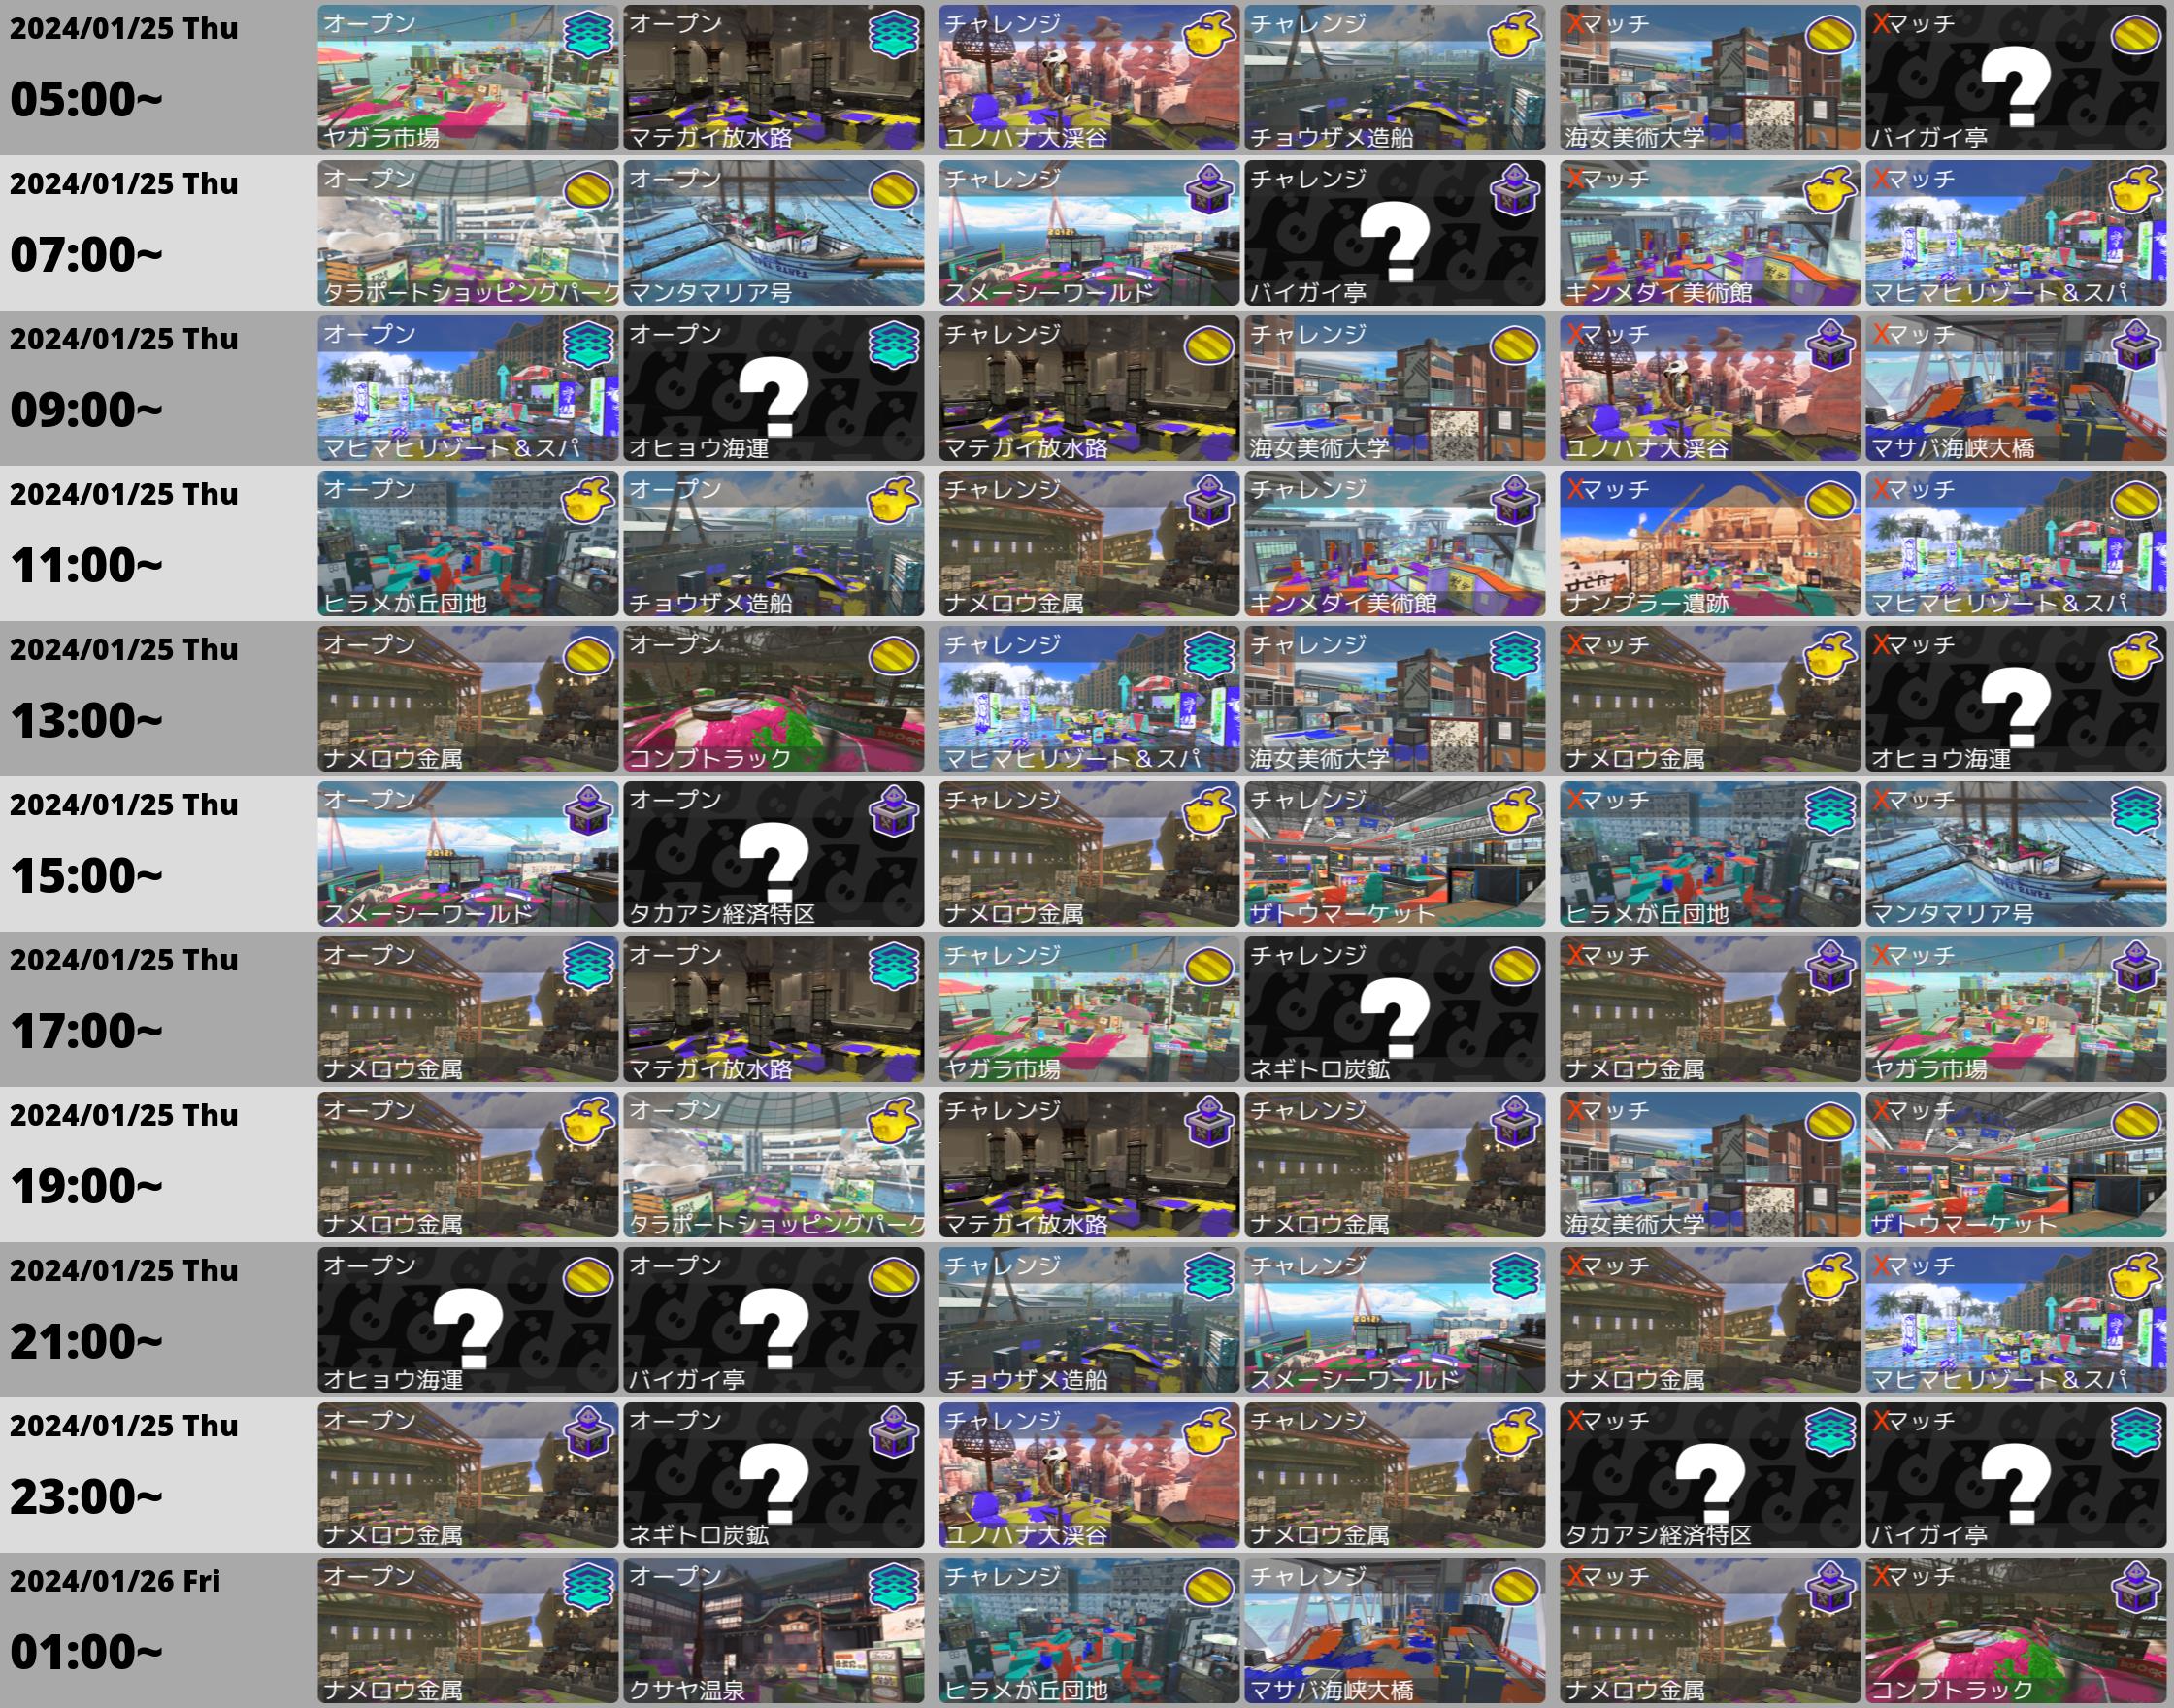 2024/01/25 Thu
05:00~
オープン
ヤガラ市場
オープン
マテガイ放水路
チャレンジ
ユノハナ大渓谷
チャレンジ
チョウザメ造船
Xマッチ
海女美術大学
Xマッチ
バイガイ亭
2024/01/25 Thu
07:00~
オープン
タラポートショッピングパーク
オープン
マンタマリア号
チャレンジ
スメーシーワールド
チャレンジ
バイガイ亭
Xマッチ
キンメダイ美術館
Xマッチ
マヒマヒリゾート＆スパ
2024/01/25 Thu
09:00~
オープン
マヒマヒリゾート＆スパ
オープン
オヒョウ海運
チャレンジ
マテガイ放水路
チャレンジ
海女美術大学
Xマッチ
ユノハナ大渓谷
Xマッチ
マサバ海峡大橋
2024/01/25 Thu
11:00~
オープン
ヒラメが丘団地
オープン
チョウザメ造船
チャレンジ
ナメロウ金属
チャレンジ
キンメダイ美術館
Xマッチ
ナンプラー遺跡
Xマッチ
マヒマヒリゾート＆スパ
2024/01/25 Thu
13:00~
オープン
ナメロウ金属
オープン
コンブトラック
チャレンジ
マヒマヒリゾート＆スパ
チャレンジ
海女美術大学
Xマッチ
ナメロウ金属
Xマッチ
オヒョウ海運
2024/01/25 Thu
15:00~
オープン
スメーシーワールド
オープン
タカアシ経済特区
チャレンジ
ナメロウ金属
チャレンジ
ザトウマーケット
Xマッチ
ヒラメが丘団地
Xマッチ
マンタマリア号
2024/01/25 Thu
17:00~
オープン
ナメロウ金属
オープン
マテガイ放水路
チャレンジ
ヤガラ市場
チャレンジ
ネギトロ炭鉱
Xマッチ
ナメロウ金属
Xマッチ
ヤガラ市場
2024/01/25 Thu
19:00~
オープン
ナメロウ金属
オープン
タラポートショッピングパーク
チャレンジ
マテガイ放水路
チャレンジ
ナメロウ金属
Xマッチ
海女美術大学
Xマッチ
ザトウマーケット
2024/01/25 Thu
21:00~
オープン
オヒョウ海運
オープン
バイガイ亭
チャレンジ
チョウザメ造船
チャレンジ
スメーシーワールド
Xマッチ
ナメロウ金属
Xマッチ
マヒマヒリゾート＆スパ
2024/01/25 Thu
23:00~
オープン
ナメロウ金属
オープン
ネギトロ炭鉱
チャレンジ
ユノハナ大渓谷
チャレンジ
ナメロウ金属
Xマッチ
タカアシ経済特区
Xマッチ
バイガイ亭
2024/01/26 Fri
01:00~
オープン
ナメロウ金属
オープン
クサヤ温泉
チャレンジ
ヒラメが丘団地
チャレンジ
マサバ海峡大橋
Xマッチ
ナメロウ金属
Xマッチ
コンブトラック